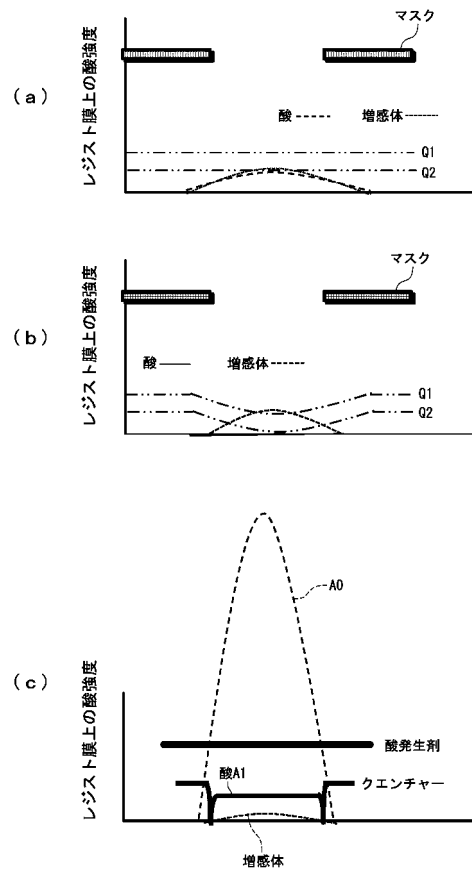 (a)
レジスト膜上の酸強度
マスク
酸
増感体
Q1
Q2
(b)
レジスト膜上の酸強度
マスク
酸
増感体
Q1
Q2
(c)
レジスト膜上の酸強度
A0
酸発生剤
酸A1
クエンチャー
増感体